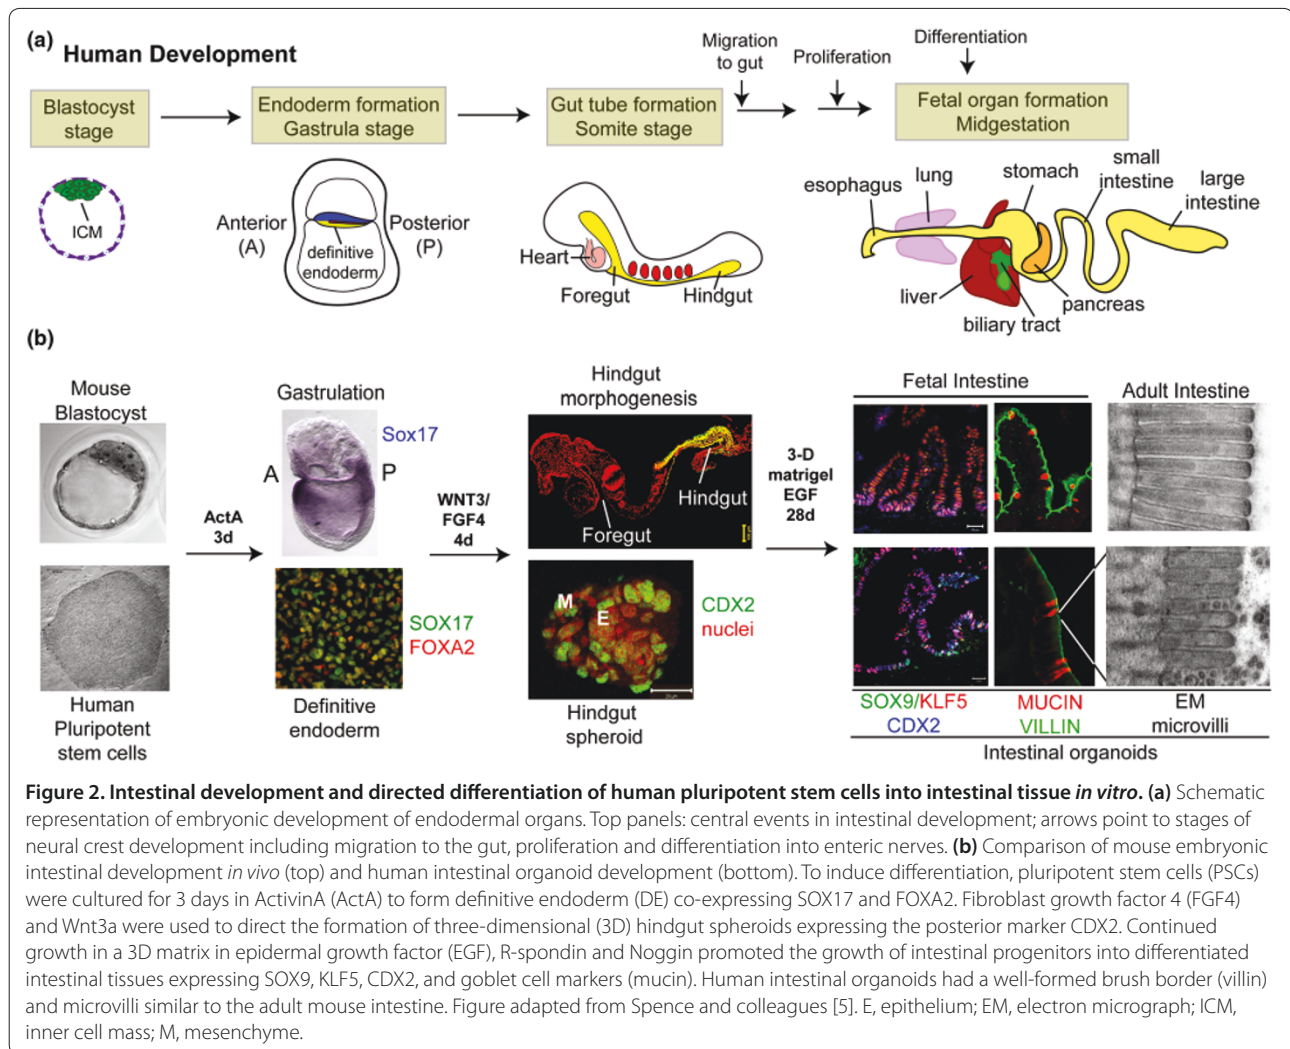 (a)
Human Development
Migration
to gut
Proliferation
Differentiation
Blastocyst
stage
Endoderm formation
Gastrula stage
Gut tube formation
Somite stage
Fetal organ formation
Midgestation
ICM
Anterior
(A)
Posterior
(P)
definitive
endoderm
Heart
Foregut
Hindgut
esophagus
lung
stomach
small
intestine
large
intestine
liver
biliary tract
pancreas
(b)
Mouse
Blastocyst
Gastrulation
Hindgut
morphogenesis
Fetal Intestine
Adult Intestine
Sox17
A
P
ActA
3d
WNT3/
FGF4
4d
Foregut
Hindgut
3-D
matrigel
EGF
28d
SOX17
FOXA2
M
E
CDX2
nuclei
Human
Pluripotent
stem cells
Definitive
endoderm
Hindgut
spheroid
SOX9/KLF5
CDX2
MUCIN
VILLIN
EM
microvilli
Intestinal organoids
Figure 2. Intestinal development and directed differentiation of human pluripotent stem cells into intestinal tissue in vitro. (a) Schematic
representation of embryonic development of endodermal organs. Top panels: central events in intestinal development; arrows point to stages of
neural crest development including migration to the gut, proliferation and differentiation into enteric nerves. (b) Comparison of mouse embryonic
intestinal development in vivo (top) and human intestinal organoid development (bottom). To induce differentiation, pluripotent stem cells (PSCs)
were cultured for 3 days in ActivinA (ActA) to form definitive endoderm (DE) co-expressing SOX17 and FOXA2. Fibroblast growth factor 4 (FGF4)
and Wnt3a were used to direct the formation of three-dimensional (3D) hindgut spheroids expressing the posterior marker CDX2. Continued
growth in a 3D matrix in epidermal growth factor (EGF), R-spondin and Noggin promoted the growth of intestinal progenitors into differentiated
intestinal tissues expressing SOX9, KLF5, CDX2, and goblet cell markers (mucin). Human intestinal organoids had a well-formed brush border (villin)
and microvilli similar to the adult mouse intestine. Figure adapted from Spence and colleagues [5]. E, epithelium; EM, electron micrograph; ICM,
inner cell mass; M, mesenchyme.